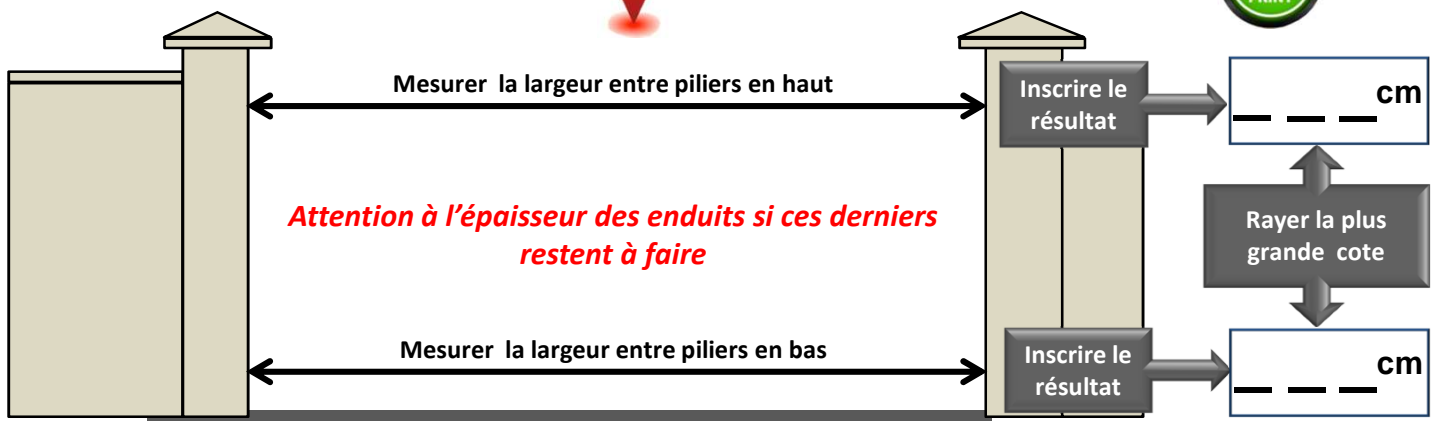 Mesurer la largeur entre piliers en haut
Inscrire le
résultat
cm
Attention à l'épaisseur des enduits si ces derniers
restent à faire
Rayer la plus
grande cote
Mesurer la largeur entre piliers en bas
Inscrire le
résultat
cm